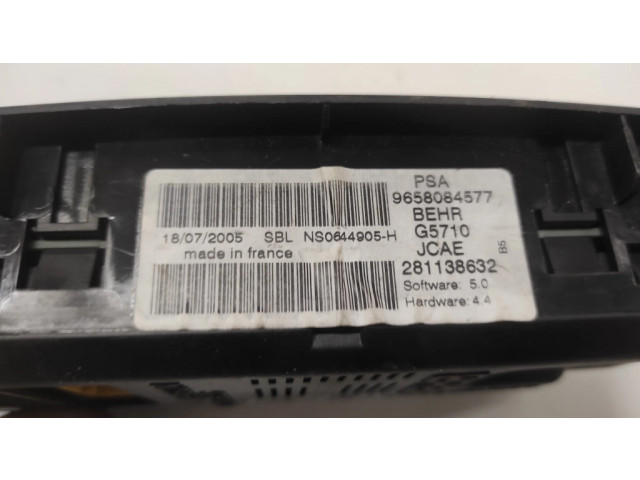 18/07/2005 SBL NS0644905-H
made in france
PSA
9658084577
BEHR
G5710
JCAE
281138632
B5
Software: 5.0
Hardware: 4.4